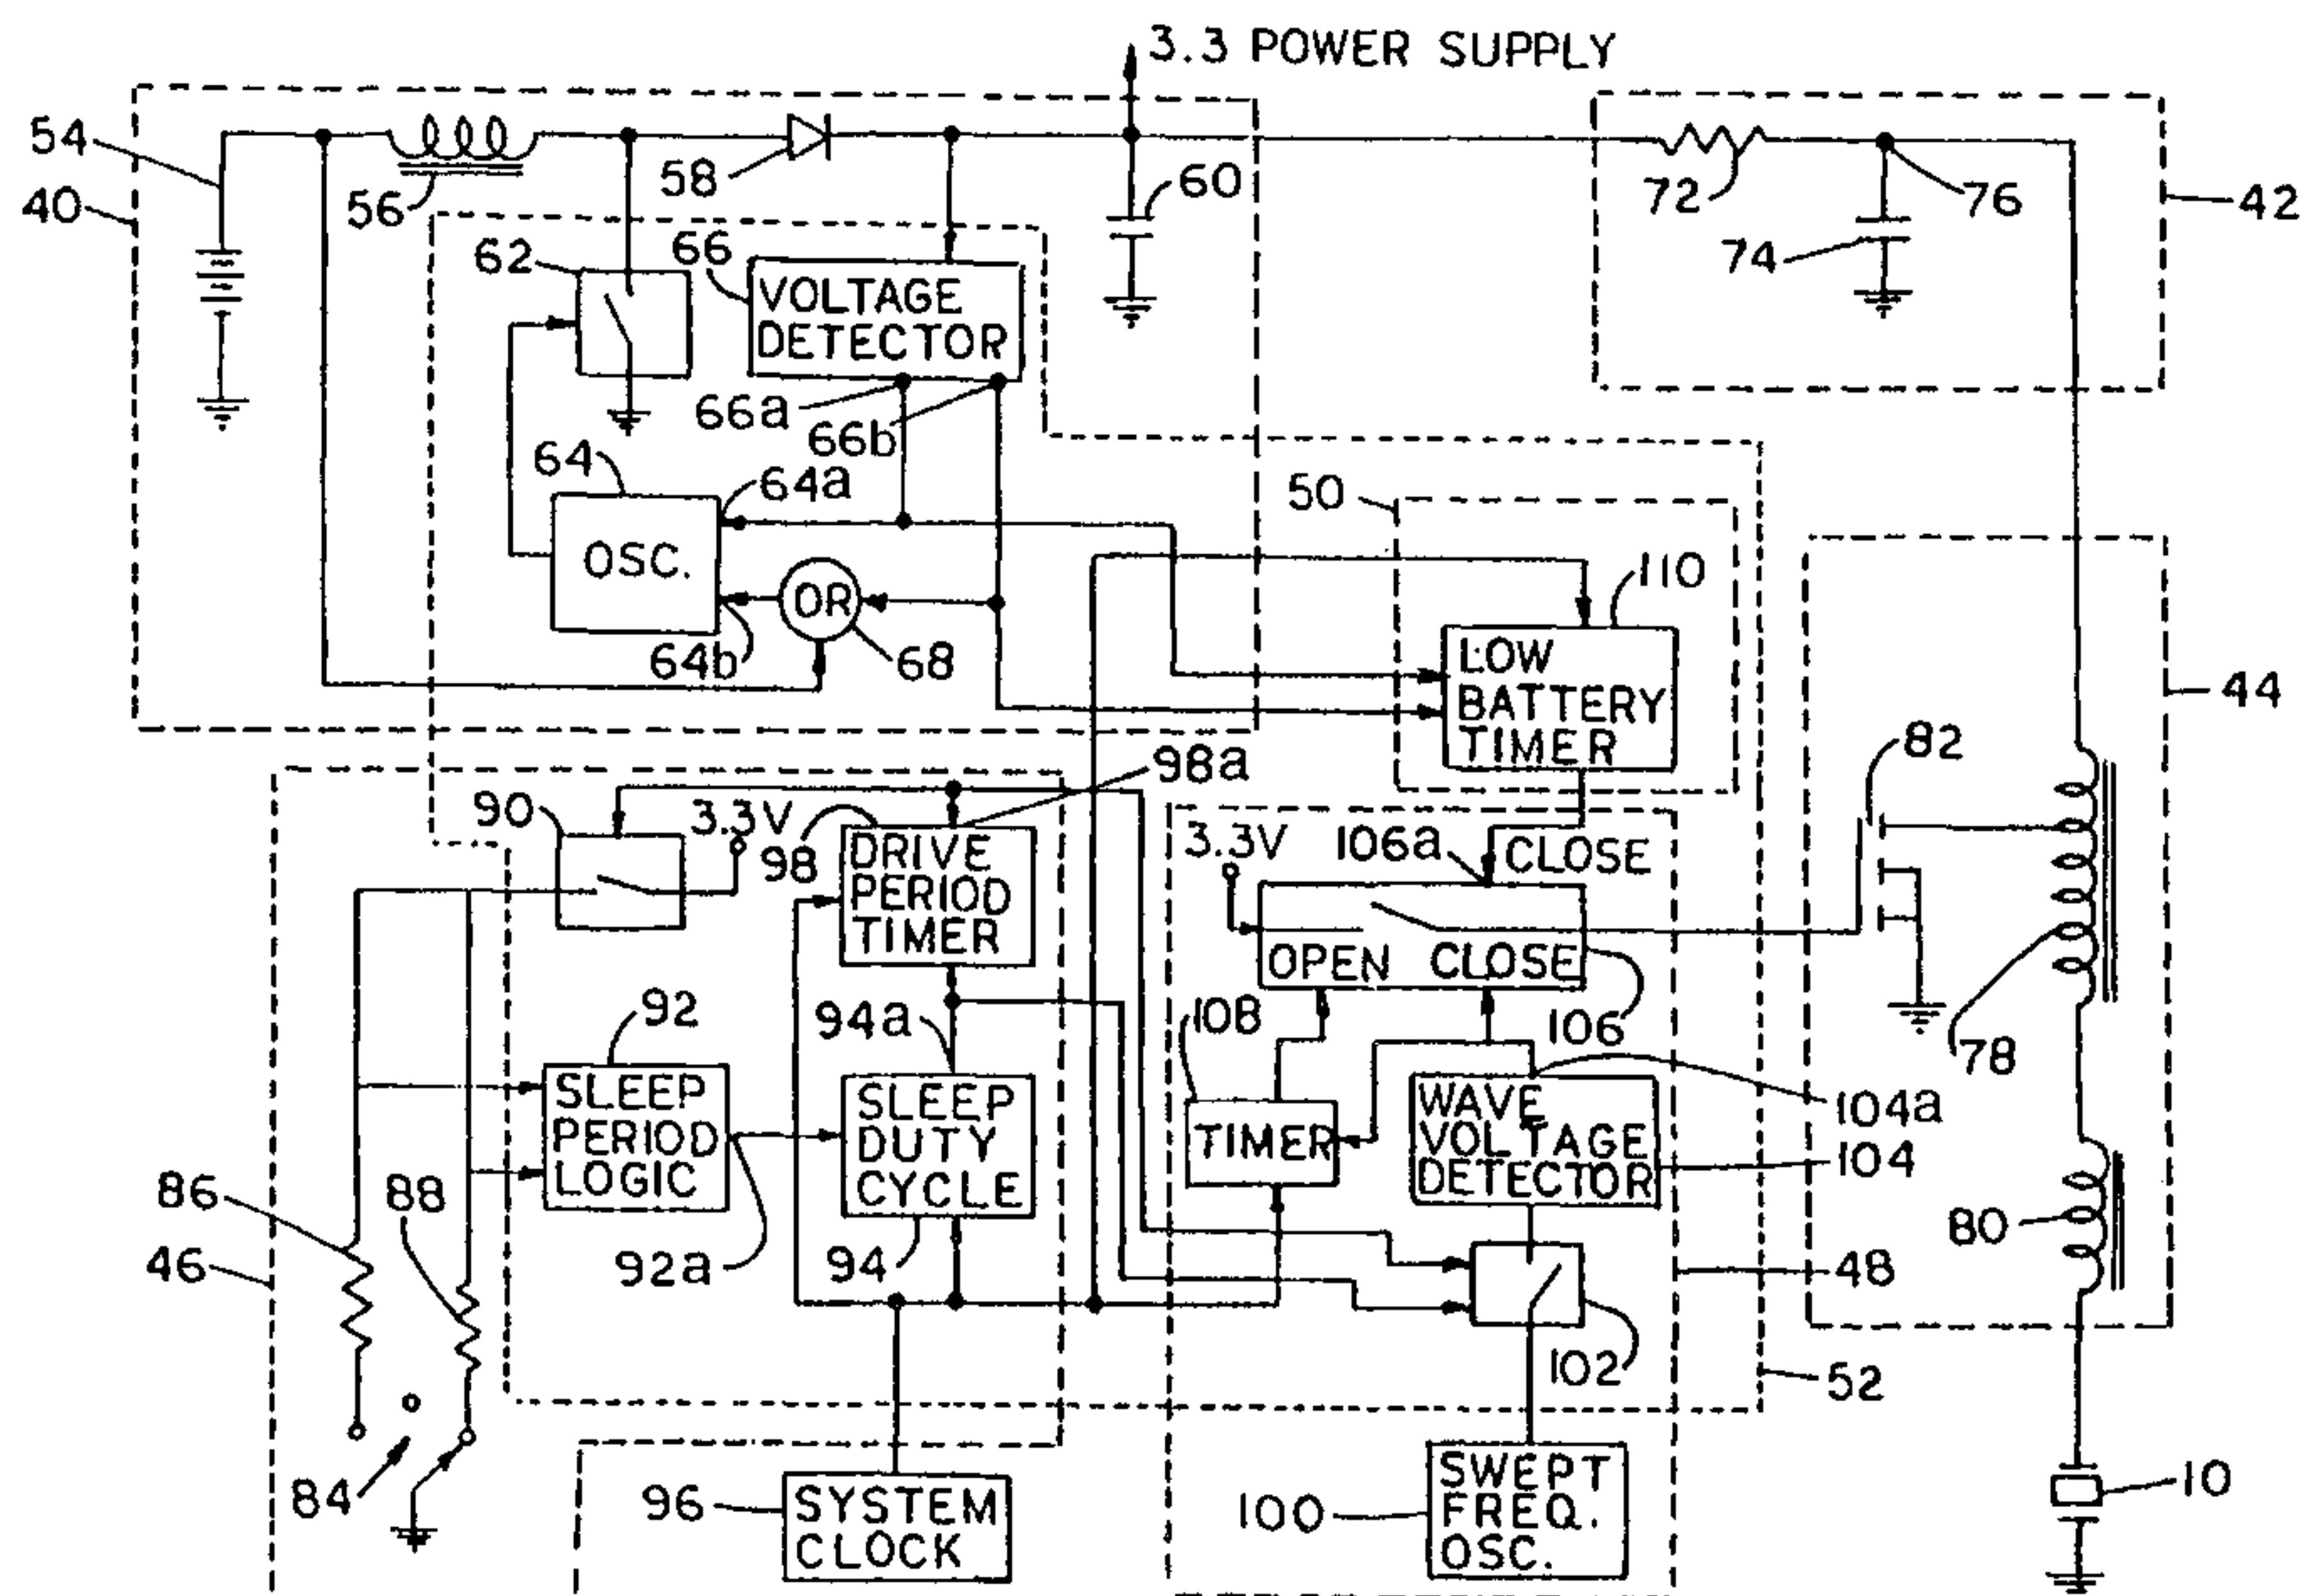 3.3 POWER SUPPLY
54
40
56
58
60
72
76
74
42
62
66
VOLTAGE
DETECTOR
66a
66b
64
64a
OSC.
OR
64b
68
50
110
LOW
BATTERY
TIMER
44
82
98a
90
3.3V
98
DRIVE
PERIOD
TIMER
3.3V
106a
CLOSE
OPEN CLOSE
106
78
92
94a
108
SLEEP
PERIOD
LOGIC
SLEEP
DUTY
CYCLE
TIMER
WAVE
VOLTAGE
DETECTOR
104a
104
86
88
46
92a
94
80
48
102
52
84
96
SYSTEM
CLOCK
100
SWEPT
FREQ.
OSC.
10